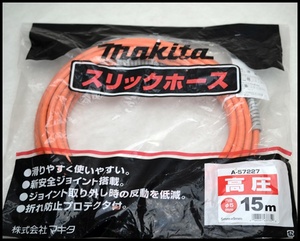 makita
スリックホース
●滑りやすく使いやすい。
●新安全ジョイント搭載。
●ジョイント取り外し時の反動を低減。
●折れ防止プロテクタ付。
株式会社マキタ
A-57227
高圧
15m